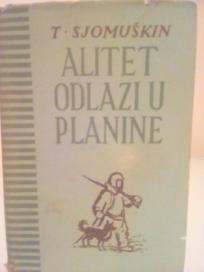 T · SJOMUŠKIN
ALITET
ODLAZI U
PLANINE